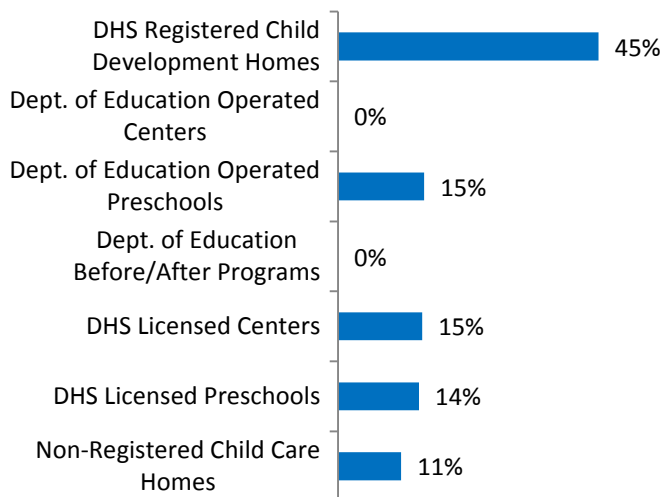 DHS Registered Child
Development Homes
45%
Dept. of Education Operated
Centers
0%
Dept. of Education Operated
Preschools
15%
Dept. of Education
Before/After Programs
0%
DHS Licensed Centers
15%
DHS Licensed Preschools
14%
Non-Registered Child Care
Homes
11%